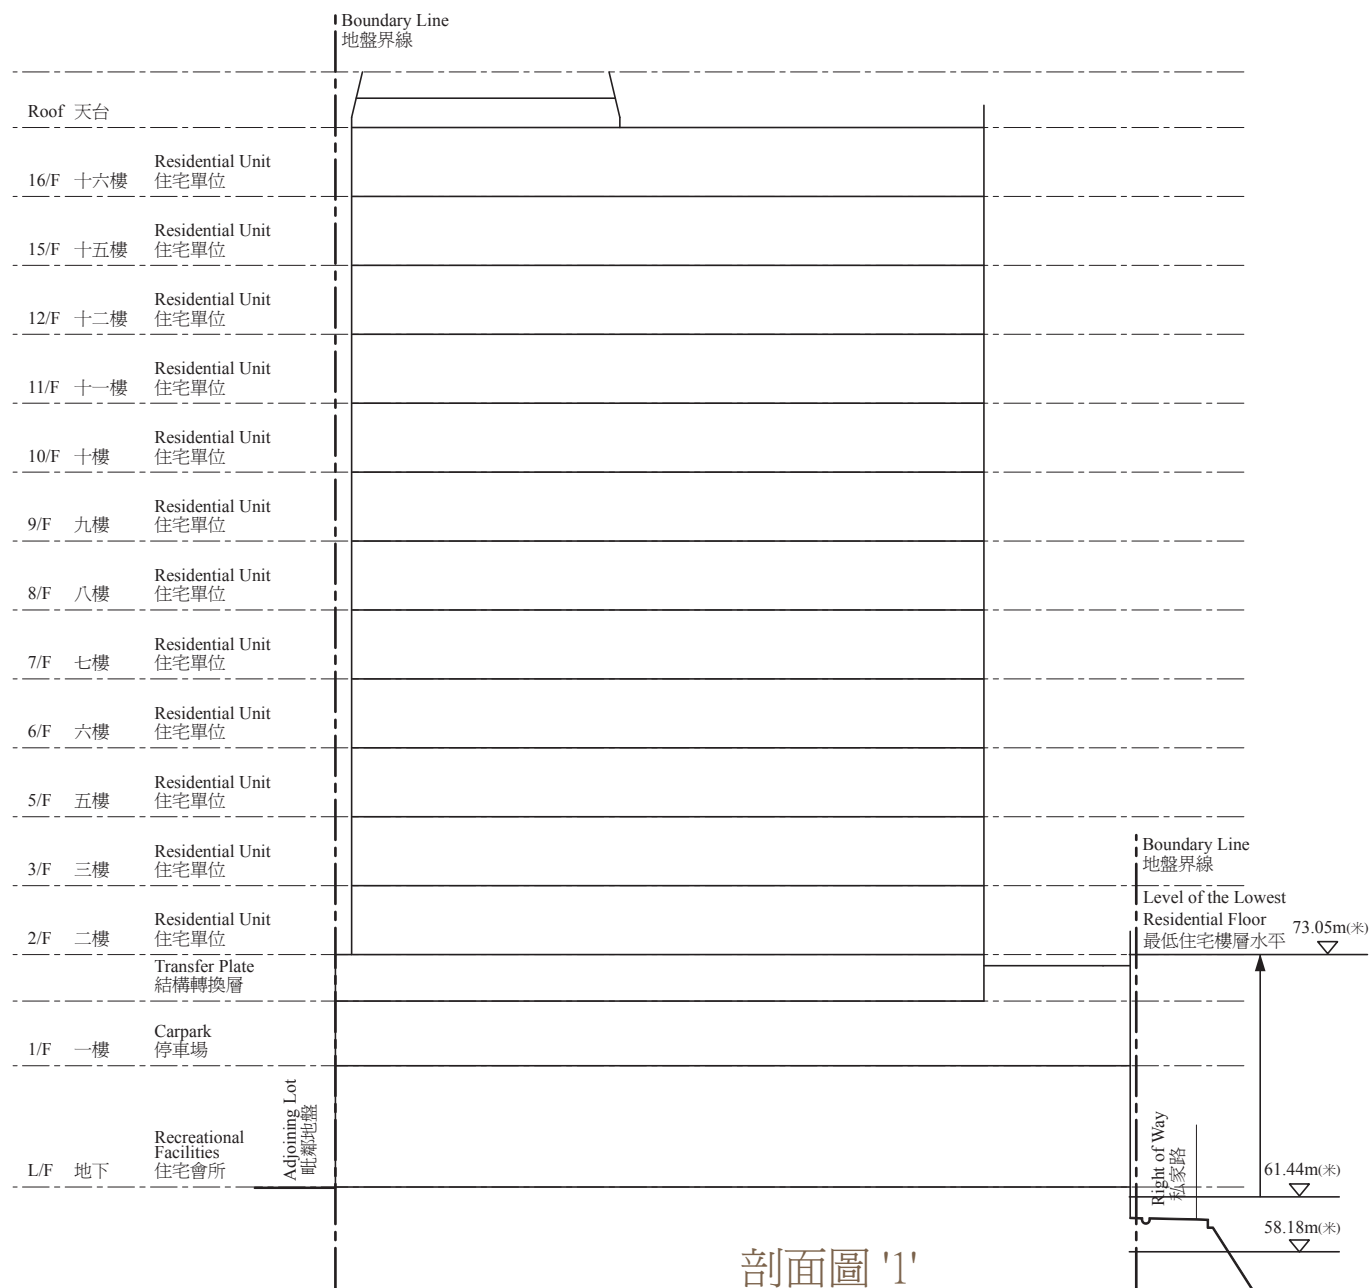 Boundary Line
地盤界線
Roof 天台
Residential Unit
16/F 十六樓 住宅單位
Residential Unit
15/F 十五樓 住宅單位
Residential Unit
12/F 十二樓 住宅單位
Residential Unit
11/F 十一樓 住宅單位
Residential Unit
10/F 十樓 住宅單位
Residential Unit
9/F 九樓 住宅單位
Residential Unit
8/F 八樓 住宅單位
Residential Unit
7/F 七樓 住宅單位
Residential Unit
6/F 六樓 住宅單位
Residential Unit
5/F 五樓 住宅單位
Residential Unit
3/F 三樓 住宅單位
Boundary Line
地盤界線
Level of the Lowest
Residential Floor
最低住宅樓層水平
73.05m(米)
Residential Unit
2/F 二樓 住宅單位
Transfer Plate
結構轉換層
Carpark
1/F 一樓 停車場
Adjoining Lot
毗鄰地盤
Recreational
Facilities
L/F 地下 住宅會所
Right of Way
私家路
61.44m(米)
58.18m(米)
剖面圖 '1'